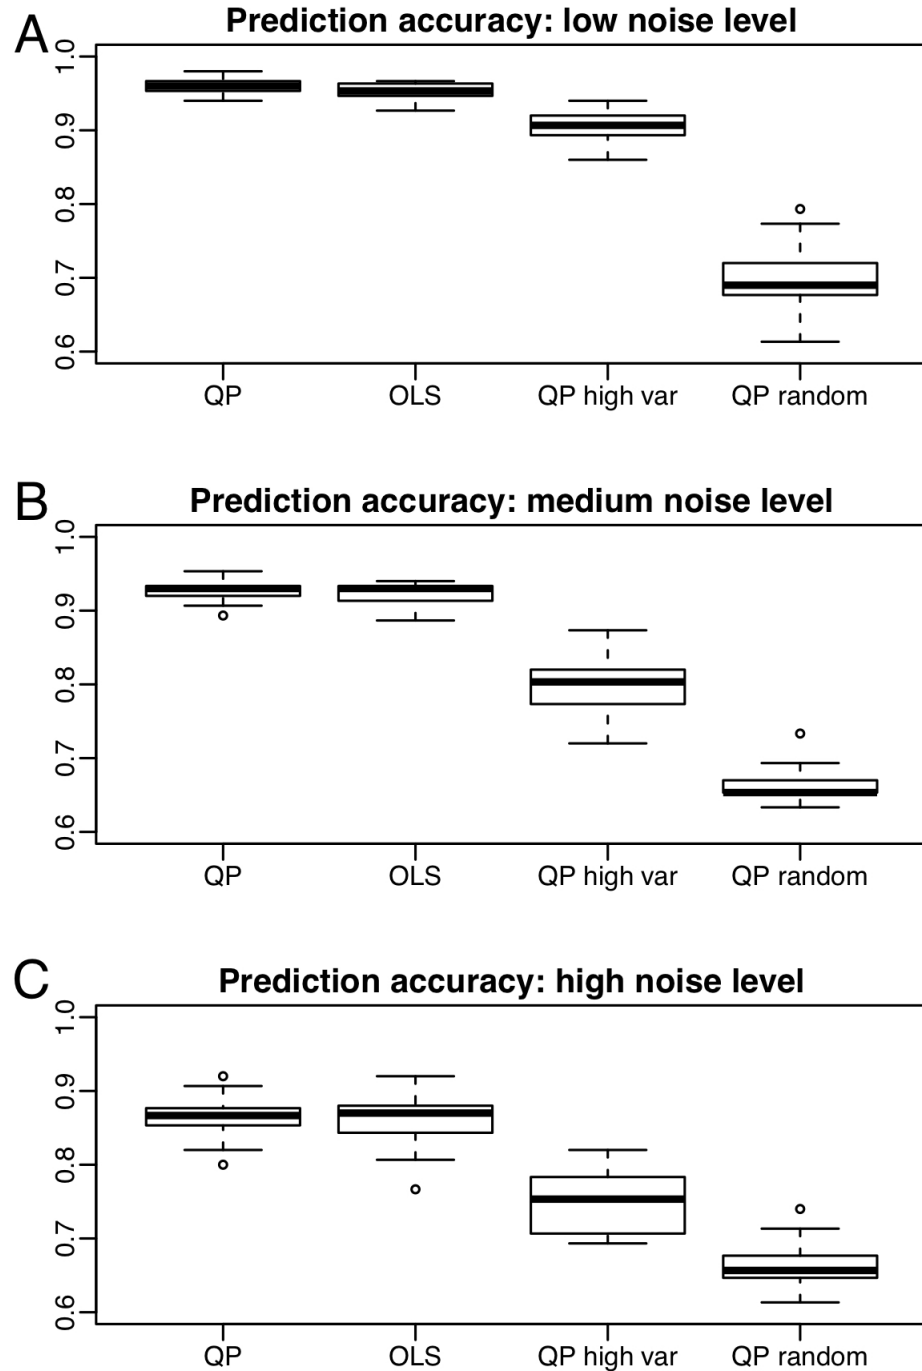 A
Prediction accuracy: low noise level
1.0
0.9
0.8
0.7
0.6
QP OLS QP high var QP random
B
Prediction accuracy: medium noise level
1.0
0.9
0.8
0.7
0.6
QP OLS QP high var QP random
C
Prediction accuracy: high noise level
1.0
0.9
0.8
0.7
0.6
QP OLS QP high var QP random